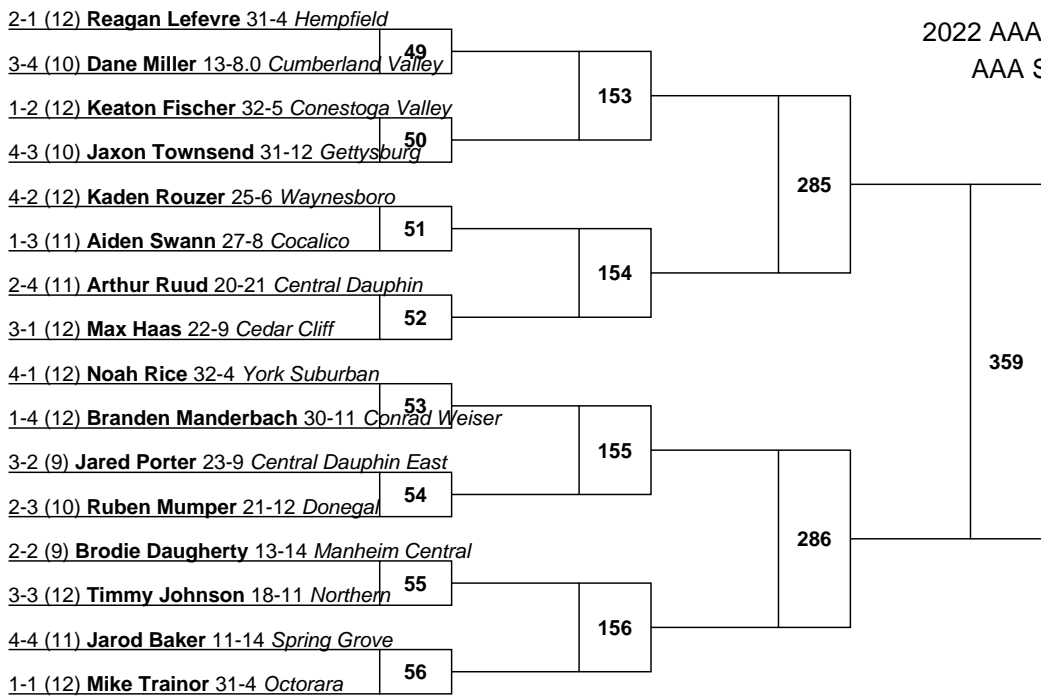 2-1 (12) Reagan Lefevre 31-4 Hempfield
2022 AAA
49
3-4 (10) Dane Miller 13-8.0 Cumberland Valley
AAA S
153
1-2 (12) Keaton Fischer 32-5 Conestoga Valley
50
4-3 (10) Jaxon Townsend 31-12 Gettysburg
285
4-2 (12) Kaden Rouzer 25-6 Waynesboro
51
1-3 (11) Aiden Swann 27-8 Cocalico
154
2-4 (11) Arthur Ruud 20-21 Central Dauphin
52
3-1 (12) Max Haas 22-9 Cedar Cliff
359
4-1 (12) Noah Rice 32-4 York Suburban
53
1-4 (12) Branden Manderbach 30-11 Conrad Weiser
155
3-2 (9) Jared Porter 23-9 Central Dauphin East
54
2-3 (10) Ruben Mumper 21-12 Donegal
286
2-2 (9) Brodie Daugherty 13-14 Manheim Central
55
3-3 (12) Timmy Johnson 18-11 Northern
156
4-4 (11) Jarod Baker 11-14 Spring Grove
56
1-1 (12) Mike Trainor 31-4 Octorara